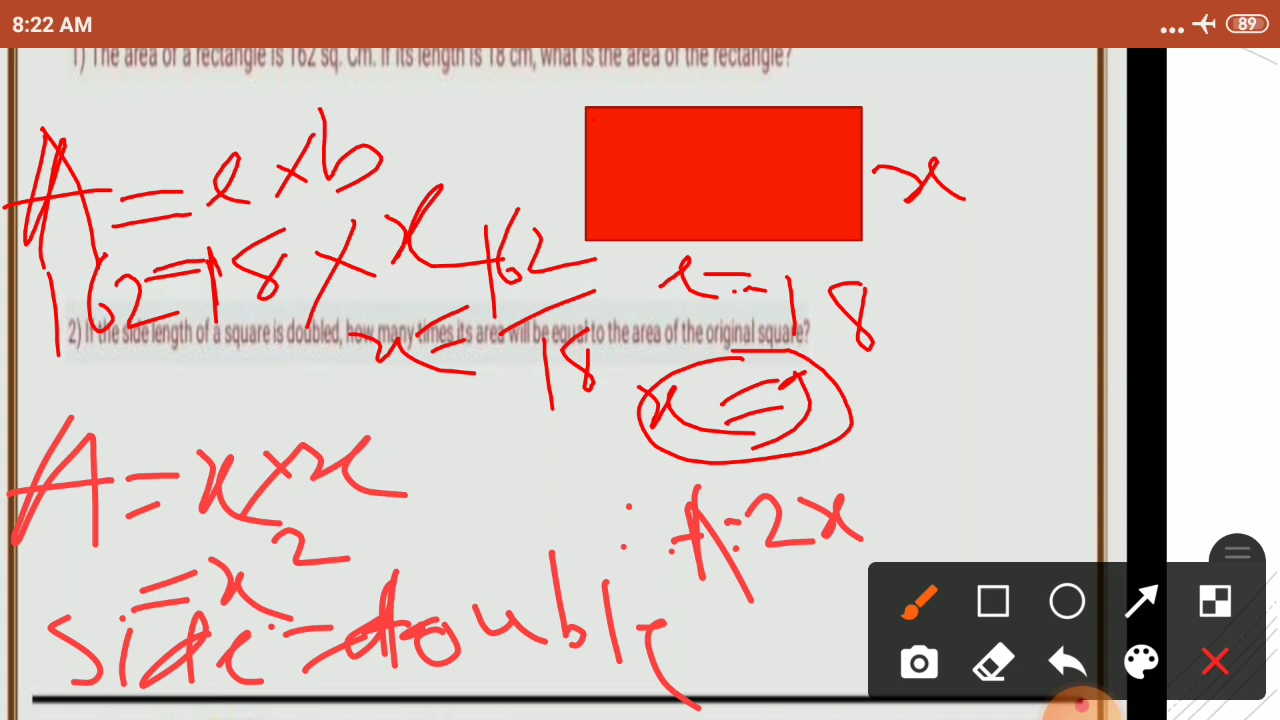 8:22 AM
89
1) The area of a rectangle is 162 sq. Cm. If its length is 18 cm, what is the area of the rectangle?
A = l × b
x
162 = 18 × x
162
l = 18
2) If the side length of a square is doubled, how many times its area will be equal to the area of the original square?
x =
18
x = 9
A = x × x
= x²
∴ A = 2x
side = double